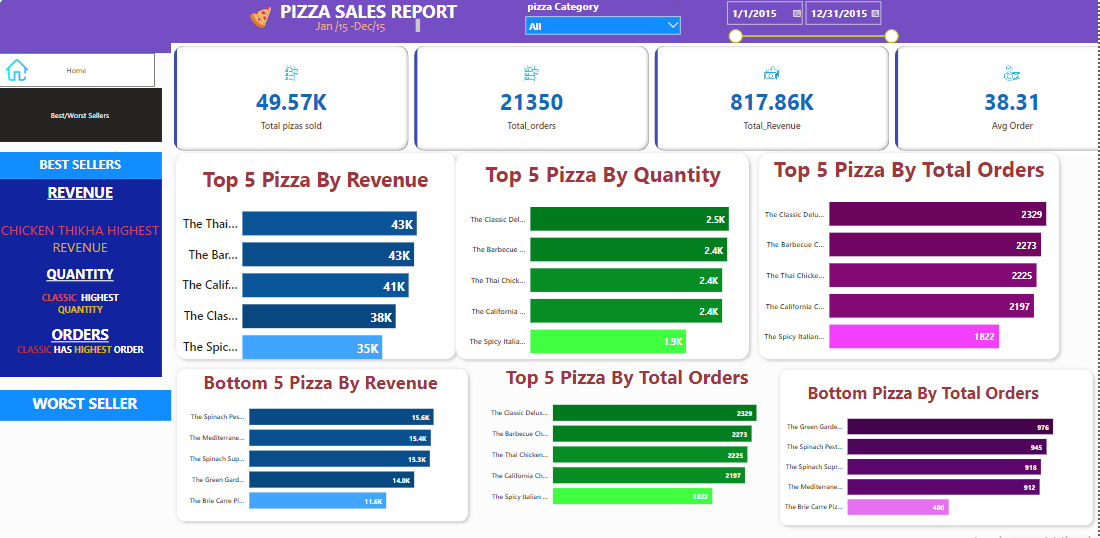 PIZZA SALES REPORT
Jan /15 -Dec/15
pizza Category
All
1/1/2015
12/31/2015
Home
Best/Worst Sellers
49.57K
Total pizas sold
21350
Total_orders
817.86K
Total_Revenue
38.31
Avg Order
BEST SELLERS
REVENUE
CHICKEN THIKHA HIGHEST
REVENUE
QUANTITY
CLASSIC HIGHEST
QUANTITY
ORDERS
CLASSIC HAS HIGHEST ORDER
WORST SELLER
Top 5 Pizza By Revenue
The Thai... 43K
The Bar... 43K
The Calif... 41K
The Clas... 38K
The Spic... 35K
Top 5 Pizza By Quantity
The Classic Del... 2.5K
The Barbecue ... 2.4K
The Thai Chick... 2.4K
The California ... 2.4K
The Spicy Italia... 1.9K
Top 5 Pizza By Total Orders
The Classic Delu... 2329
The Barbecue C... 2273
The Thai Chicke... 2225
The California C... 2197
The Spicy Italian... 1822
Bottom 5 Pizza By Revenue
The Spinach Pes... 15.6K
The Mediterrane... 15.4K
The Spinach Sup... 15.3K
The Green Gard... 14.0K
The Brie Carre Pi... 11.6K
Top 5 Pizza By Total Orders
The Classic Delux... 2329
The Barbecue Ch... 2273
The Thai Chicken... 2225
The California Ch... 2197
The Spicy Italian ... 1822
Bottom Pizza By Total Orders
The Green Garde... 976
The Spinach Pest... 945
The Spinach Supr... 918
The Mediterrane... 912
The Brie Carre Piz... 480